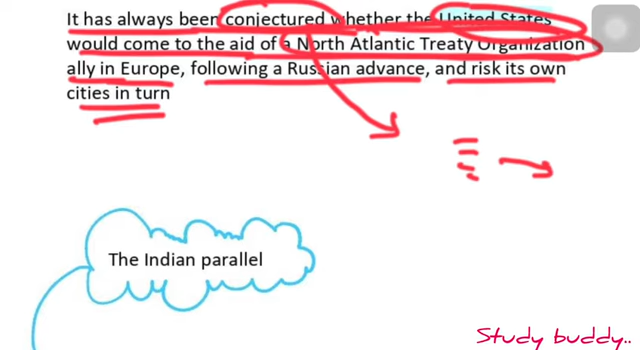 It has always been conjectured whether the United States
would come to the aid of a North Atlantic Treaty Organization
ally in Europe, following a Russian advance, and risk its own
cities in turn
The Indian parallel
Study buddy..